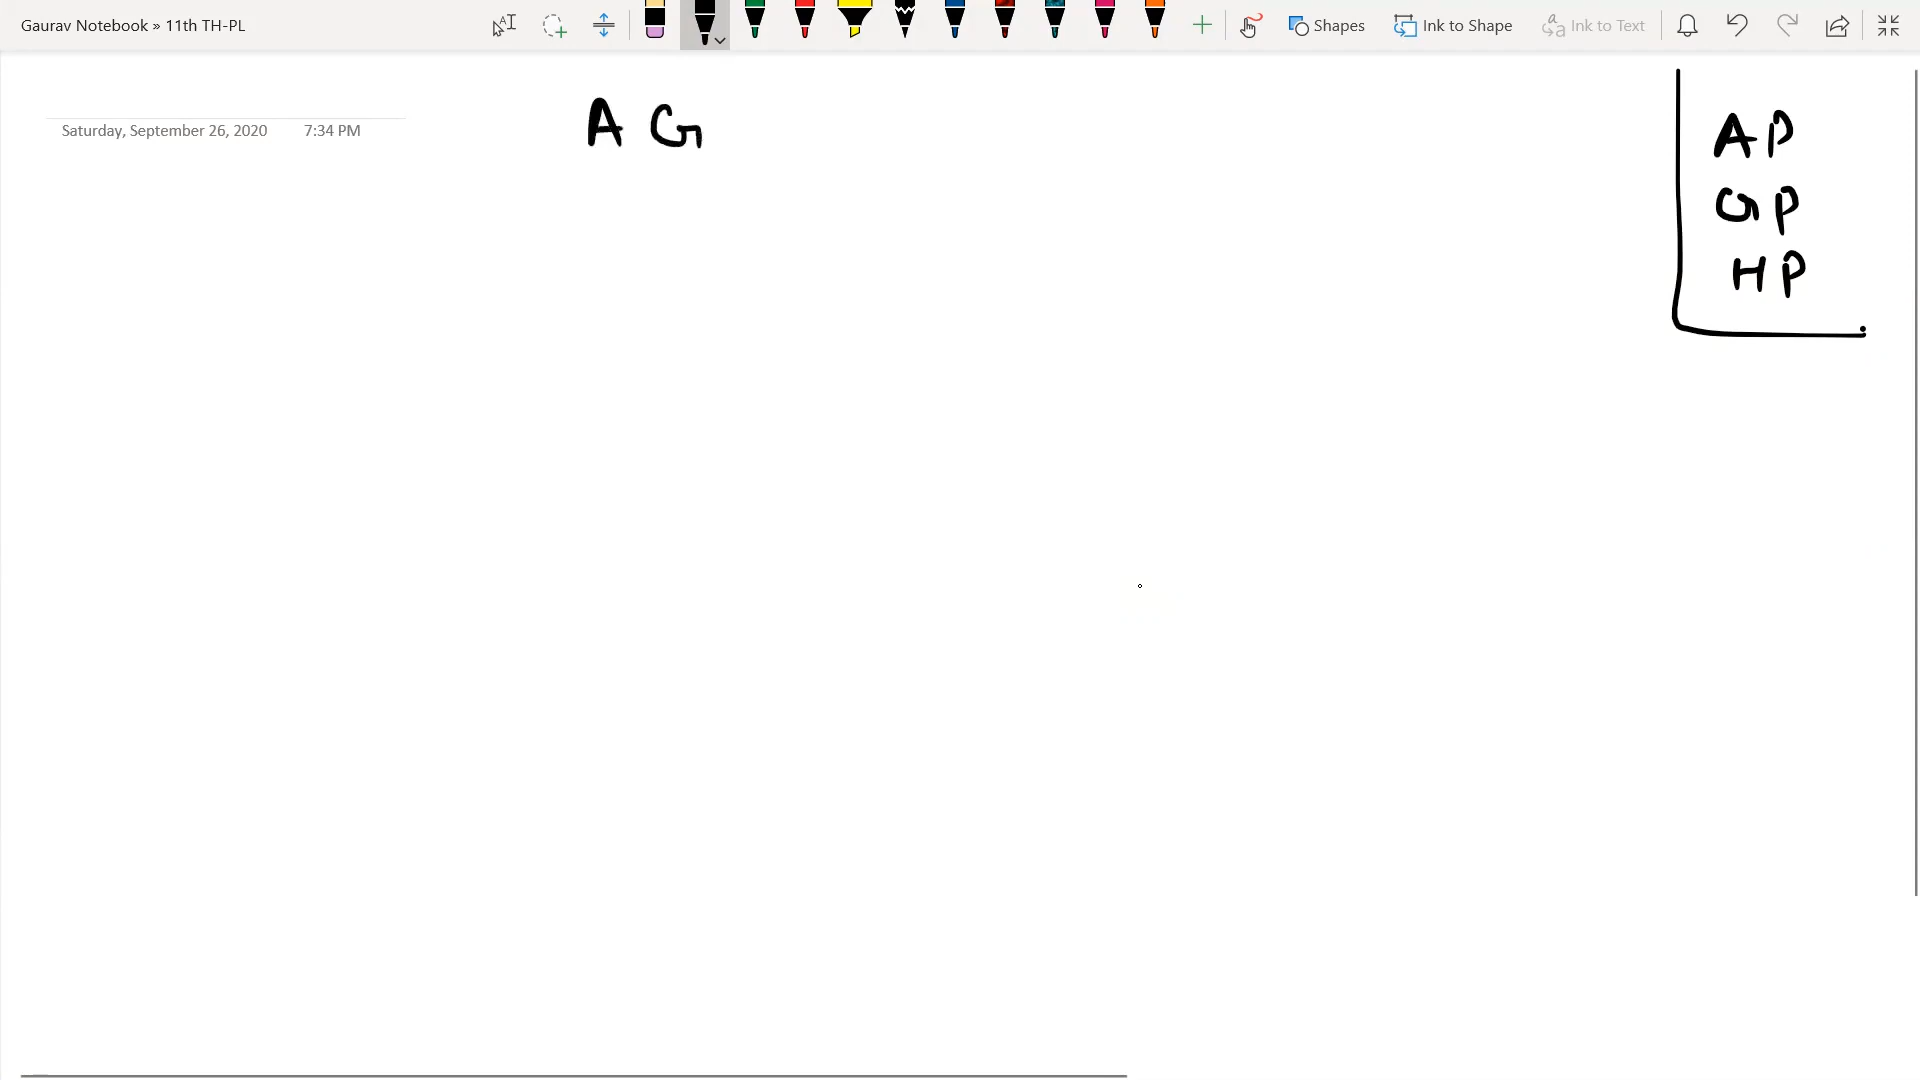 Gaurav Notebook » 11th TH-PL
Shapes
Ink to Shape
Ink to Text
Saturday, September 26, 2020 7:34 PM
A G
AP
GP
HP